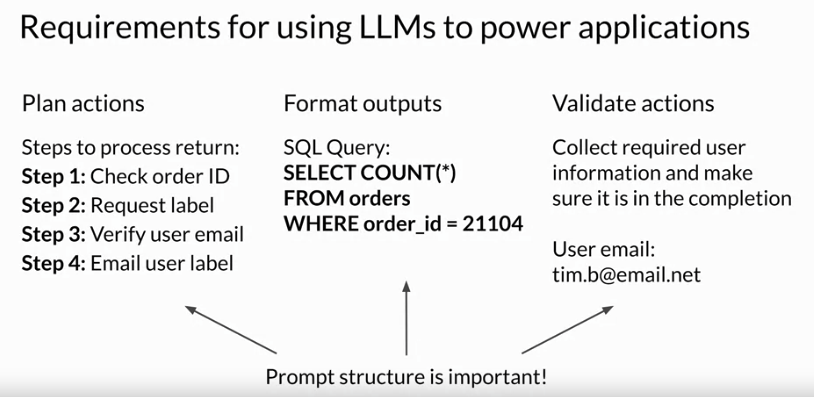 Requirements for using LLMs to power applications
Plan actions
Steps to process return:
Step 1: Check order ID
Step 2: Request label
Step 3: Verify user email
Step 4: Email user label
Format outputs
SQL Query:
SELECT COUNT(*)
FROM orders
WHERE order_id = 21104
Validate actions
Collect required user
information and make
sure it is in the completion
User email:
tim.b@email.net
Prompt structure is important!